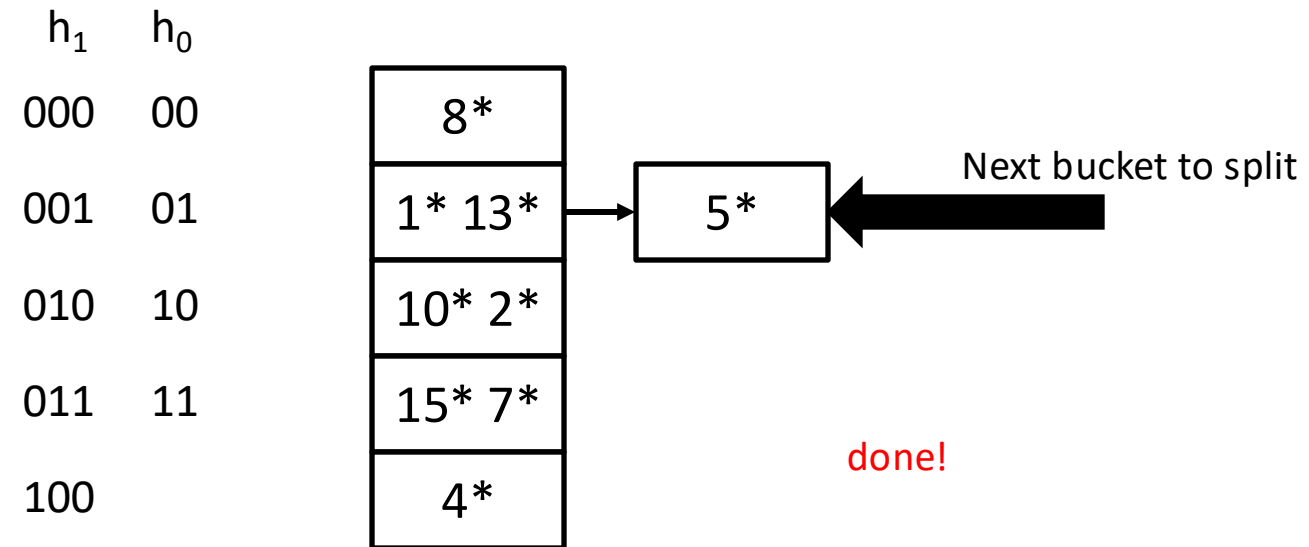 h₁ h₀
000 00 8*
Next bucket to split
001 01 1* 13* 5*
010 10 10* 2*
011 11 15* 7*
done!
100 4*